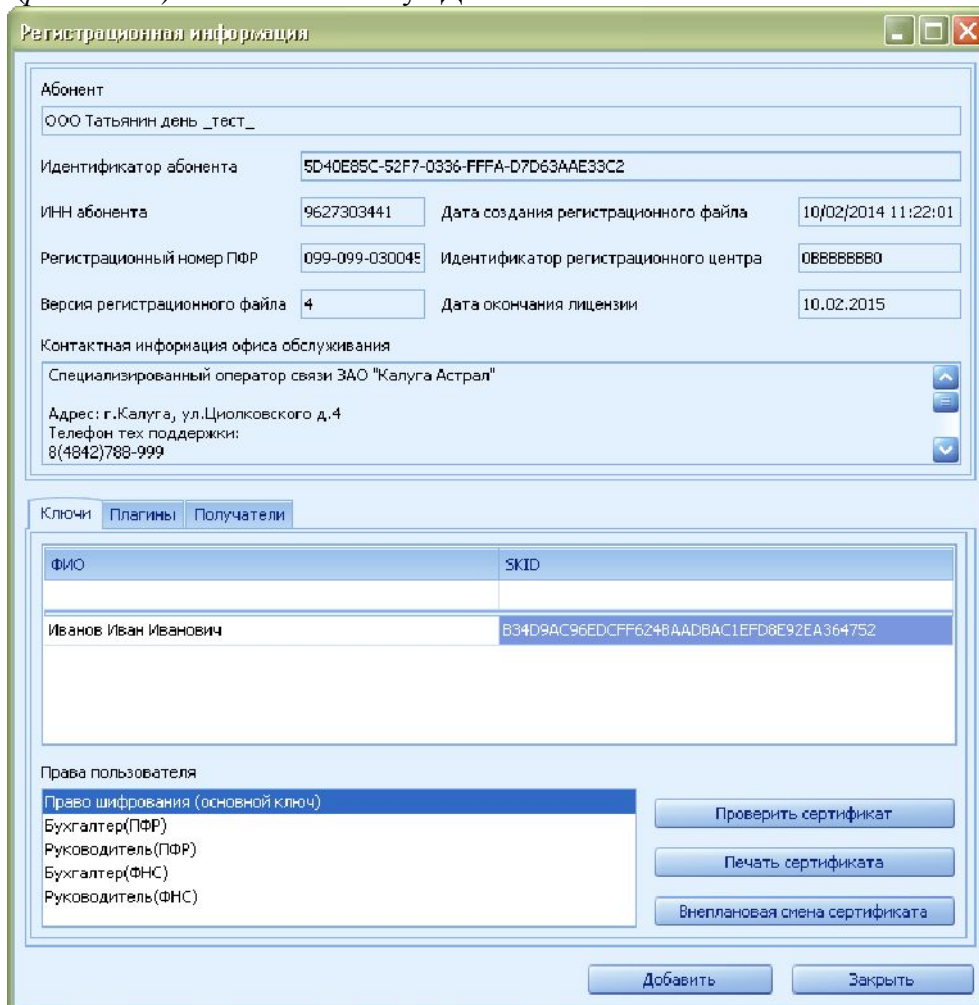 Регистрационная информация
Абонент
ООО Татьянин день _тест_
Идентификатор абонента 5D40E85C-52F7-0336-FFFA-D7D63AAE33C2
ИНН абонента 9627303441 Дата создания регистрационного файла 10/02/2014 11:22:01
Регистрационный номер ПФР 099-099-030045 Идентификатор регистрационного центра 0BBBBBBB0
Версия регистрационного файла 4 Дата окончания лицензии 10.02.2015
Контактная информация офиса обслуживания
Специализированный оператор связи ЗАО "Калуга Астрал"
Адрес: г.Калуга, ул.Циолковского д.4
Телефон тех поддержки:
8(4842)788-999
Ключи Плагины Получатели
ФИО SKID
Иванов Иван Иванович B34D9AC96EDCFF624BAADBAC1EFD8E92EA364752
Права пользователя
Право шифрования (основной ключ)
Бухгалтер(ПФР)
Руководитель(ПФР)
Бухгалтер(ФНС)
Руководитель(ФНС)
Проверить сертификат
Печать сертификата
Внеплановая смена сертификата
Добавить Закрыть